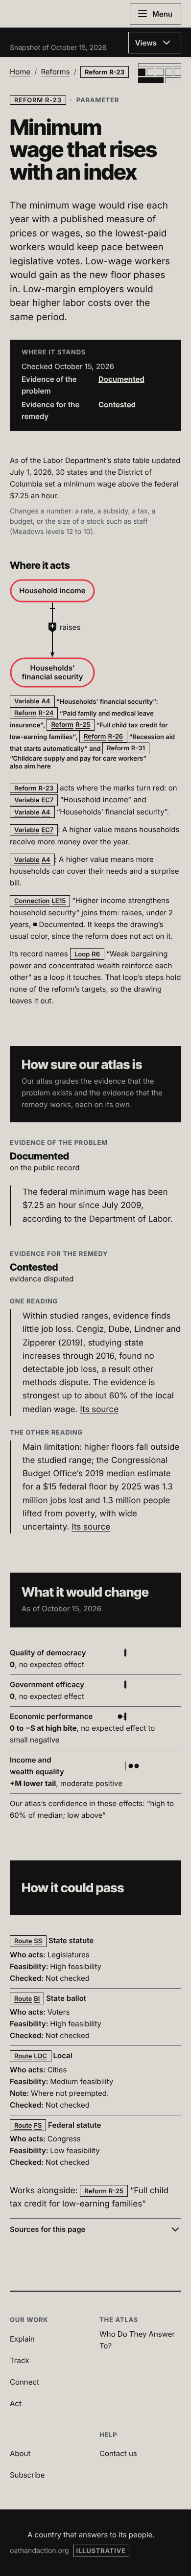 Menu
Snapshot of October 15, 2026
Views
Home / Reforms / Reform R-23
REFORM R-23 · PARAMETER
Minimum
wage that rises
with an index
The minimum wage would rise each
year with a published measure of
prices or wages, so the lowest-paid
workers would keep pace between
legislative votes. Low-wage workers
would gain as the new floor phases
in. Low-margin employers would
bear higher labor costs over the
same period.
WHERE IT STANDS
Checked October 15, 2026
Evidence of the problem
Documented
Evidence for the remedy
Contested
As of the Labor Department’s state table updated
July 1, 2026, 30 states and the District of
Columbia set a minimum wage above the federal
$7.25 an hour.
Changes a number: a rate, a subsidy, a tax, a
budget, or the size of a stock such as staff
(Meadows levels 12 to 10).
Where it acts
Household income
raises
Households’
financial security
Variable A4 “Households’ financial security”:
Reform R-24 “Paid family and medical leave
insurance”, Reform R-25 “Full child tax credit for
low-earning families”, Reform R-26 “Recession aid
that starts automatically” and Reform R-31
“Childcare supply and pay for care workers”
also aim here
Reform R-23 acts where the marks turn red: on
Variable EC7 “Household income” and
Variable A4 “Households’ financial security”.
Variable EC7: A higher value means households
receive more money over the year.
Variable A4: A higher value means more
households can cover their needs and a surprise
bill.
Connection LE15 “Higher income strengthens
household security” joins them: raises, under 2
years, ■ Documented. It keeps the drawing’s
usual color, since the reform does not act on it.
Its record names Loop R6 “Weak bargaining
power and concentrated wealth reinforce each
other” as a loop it touches. That loop’s steps hold
none of the reform’s targets, so the drawing
leaves it out.
How sure our atlas is
Our atlas grades the evidence that the
problem exists and the evidence that the
remedy works, each on its own.
EVIDENCE OF THE PROBLEM
Documented
on the public record
The federal minimum wage has been
$7.25 an hour since July 2009,
according to the Department of Labor.
EVIDENCE FOR THE REMEDY
Contested
evidence disputed
ONE READING
Within studied ranges, evidence finds
little job loss. Cengiz, Dube, Lindner and
Zipperer (2019), studying state
increases through 2016, found no
detectable job loss, a result other
methods dispute. The evidence is
strongest up to about 60% of the local
median wage. Its source
THE OTHER READING
Main limitation: higher floors fall outside
the studied range; the Congressional
Budget Office’s 2019 median estimate
for a $15 federal floor by 2025 was 1.3
million jobs lost and 1.3 million people
lifted from poverty, with wide
uncertainty. Its source
What it would change
As of October 15, 2026
Quality of democracy
0, no expected effect
Government efficacy
0, no expected effect
Economic performance
0 to −S at high bite, no expected effect to
small negative
Income and
wealth equality
+M lower tail, moderate positive
Our atlas’s confidence in these effects: “high to
60% of median; low above”
How it could pass
Route SS State statute
Who acts: Legislatures
Feasibility: High feasibility
Checked: Not checked
Route BI State ballot
Who acts: Voters
Feasibility: High feasibility
Checked: Not checked
Route LOC Local
Who acts: Cities
Feasibility: Medium feasibility
Note: Where not preempted.
Checked: Not checked
Route FS Federal statute
Who acts: Congress
Feasibility: Low feasibility
Checked: Not checked
Works alongside: Reform R-25 “Full child
tax credit for low-earning families”
Sources for this page
OUR WORK
Explain
Track
Connect
Act
THE ATLAS
Who Do They Answer
To?
About
Subscribe
HELP
Contact us
A country that answers to its people.
oathandaction.org ILLUSTRATIVE